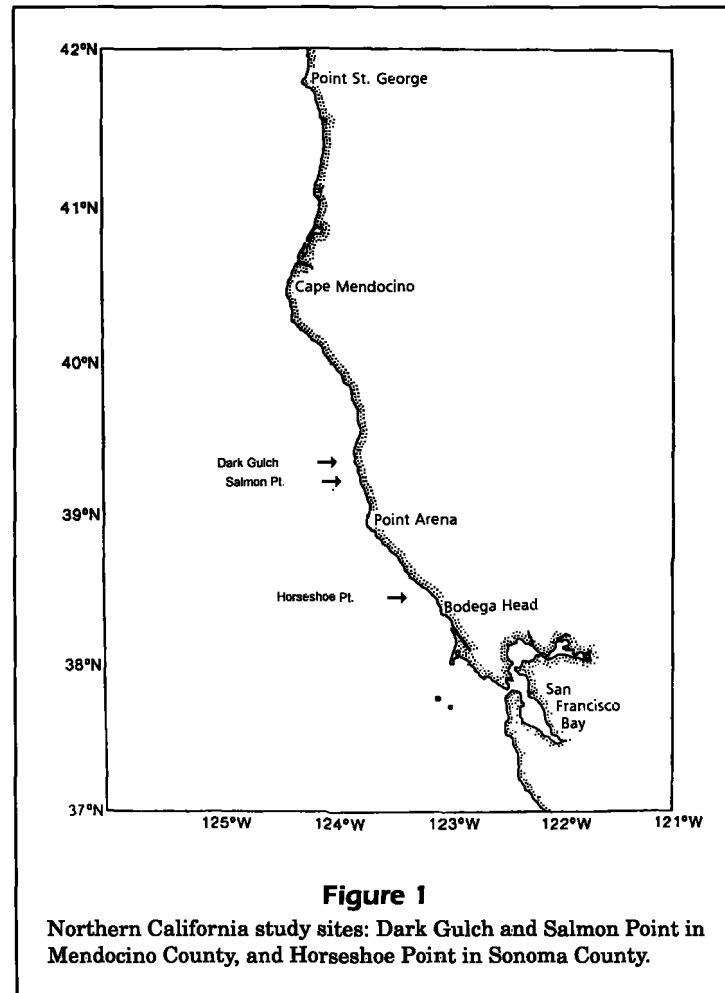 42°N
Point St. George
41°N
Cape Mendocino
40°N
Dark Gulch
Salmon Pt.
39°N
Point Arena
Horseshoe Pt.
Bodega Head
38°N
San
Francisco
Bay
37°N
125°W 124°W 123°W 122°W 121°W
Figure 1
Northern California study sites: Dark Gulch and Salmon Point in
Mendocino County, and Horseshoe Point in Sonoma County.